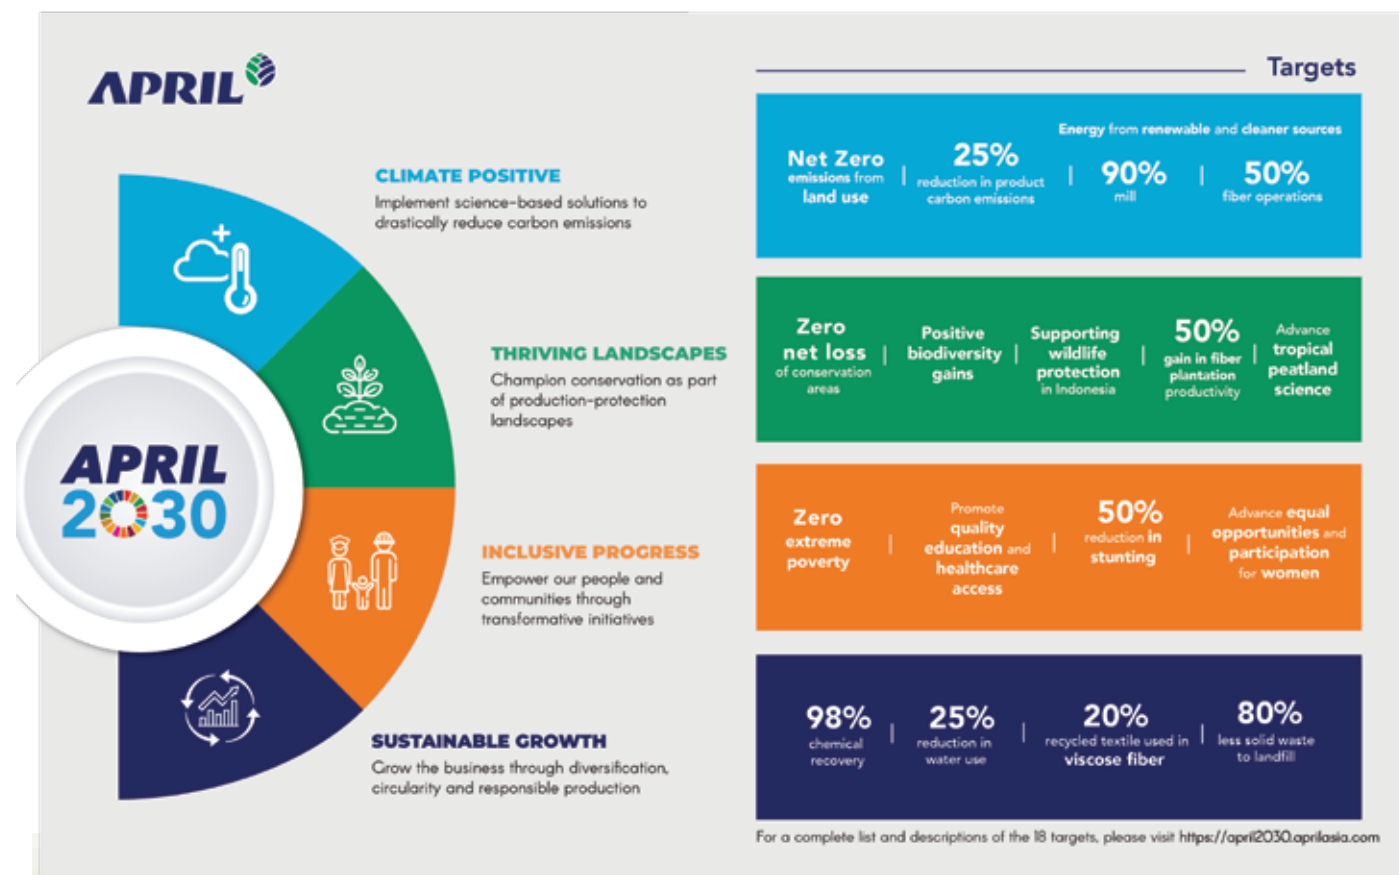 APRIL
Targets
CLIMATE POSITIVE
Implement science-based solutions to
drastically reduce carbon emissions
Energy from renewable and cleaner sources
Net Zero
emissions from
land use
25%
reduction in product
carbon emissions
90%
mill
50%
fiber operations
THRIVING LANDSCAPES
Champion conservation as part
of production-protection
landscapes
Zero
net loss
of conservation
areas
Positive
biodiversity
gains
Supporting
wildlife
protection
in Indonesia
50%
gain in fiber
plantation
productivity
Advance
tropical
peatland
science
APRIL
2030
INCLUSIVE PROGRESS
Empower our people and
communities through
transformative initiatives
Zero
extreme
poverty
Promote
quality
education and
healthcare
access
50%
reduction in
stunting
Advance equal
opportunities and
participation
for women
SUSTAINABLE GROWTH
Grow the business through diversification,
circularity and responsible production
98%
chemical
recovery
25%
reduction in
water use
20%
recycled textile used in
viscose fiber
80%
less solid waste
to landfill
For a complete list and descriptions of the 18 targets, please visit https://april2030.aprilasia.com